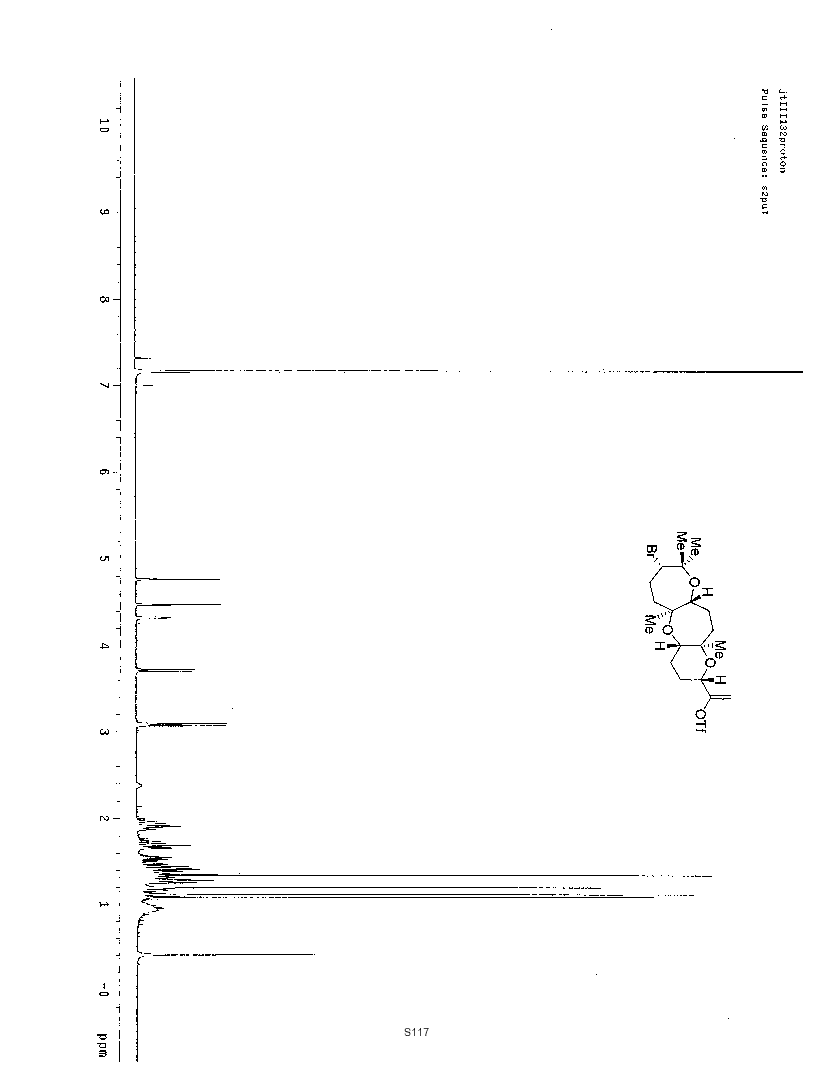 jtIII132proton
Pulse Sequence: s2pul
10
9
8
7
6
5
4
3
2
1
-0
ppm
Me
Me
Br
O
H
Me
O
H
Me
O
H
OTf
S117